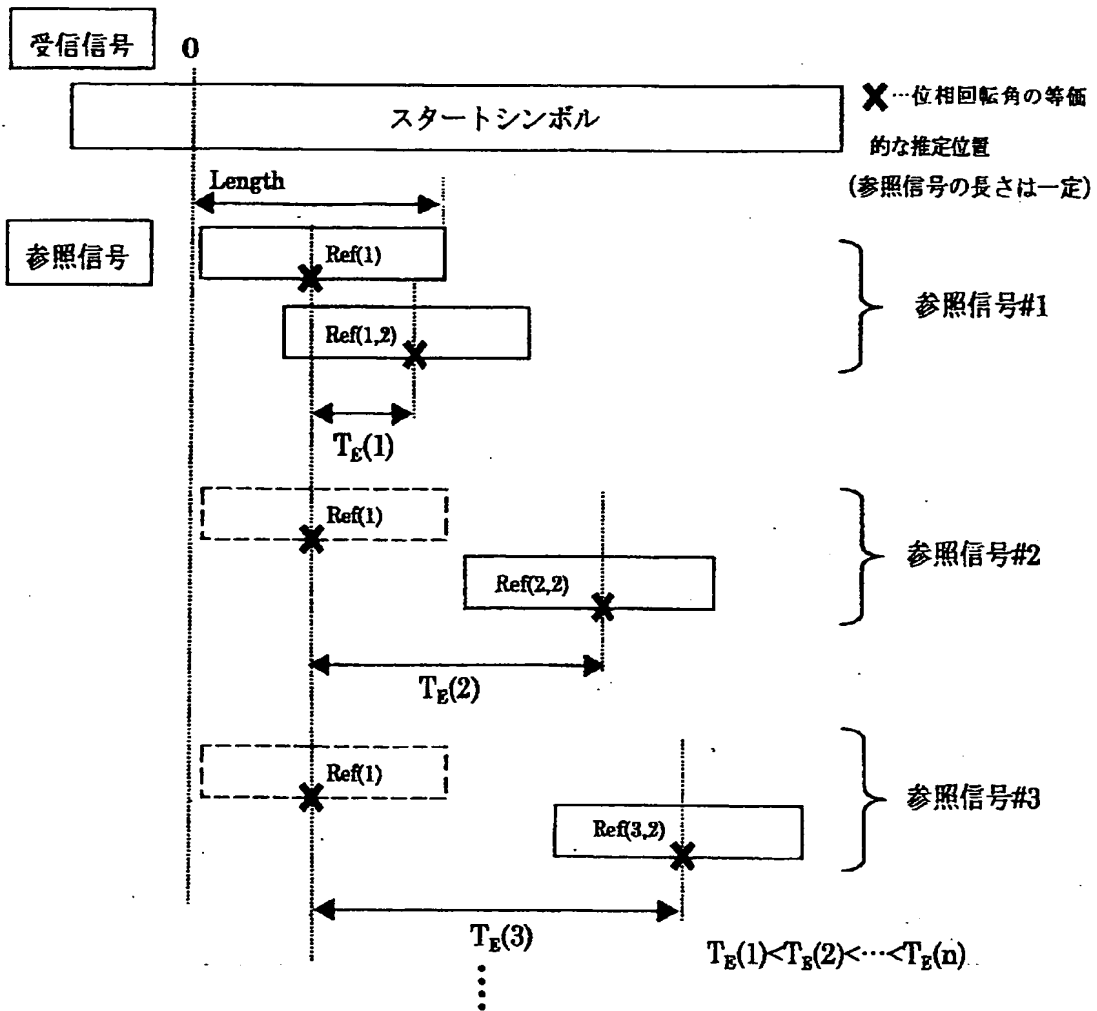 受信信号
0
スタートシンボル
✗…位相回転角の等価
的な推定位置
(参照信号の長さは一定)
Length
参照信号
Ref(1)
Ref(1,2)
参照信号#1
T_E(1)
Ref(1)
Ref(2,2)
参照信号#2
T_E(2)
Ref(1)
Ref(3,2)
参照信号#3
T_E(3)
T_E(1)<T_E(2)<…<T_E(n)